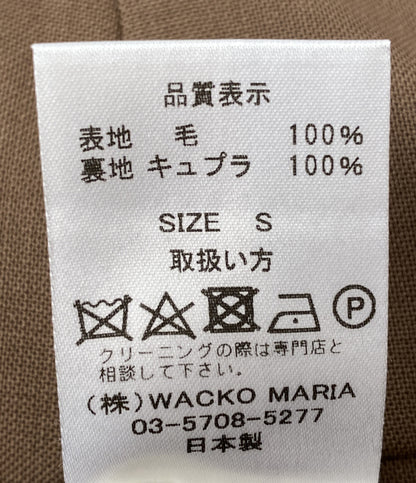 品質表示
表地 毛 100%
裏地 キュプラ 100%
SIZE S
取扱い方
P
クリーニングの際は専門店と
相談して下さい。
(株)WACKO MARIA
03-5708-5277
日本製